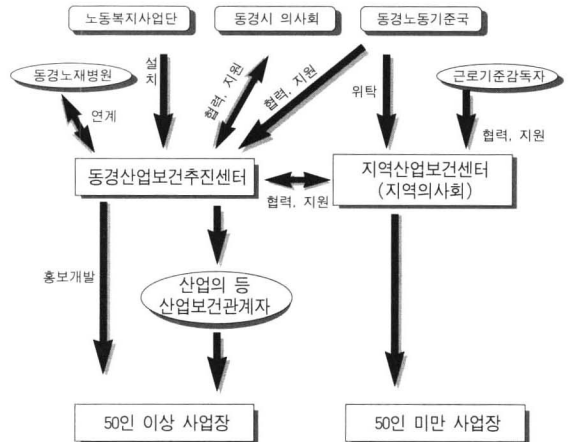 노동복지사업단
동경시 의사회
동경노동기준국
동경노재병원
설치
협력, 지원
협력, 지원
위탁
근로기준감독자
연계
협력, 지원
동경산업보건추진센터
협력, 지원
지역산업보건센터
(지역의사회)
홍보개발
산업의 등
산업보건관계자
50인 이상 사업장
50인 미만 사업장